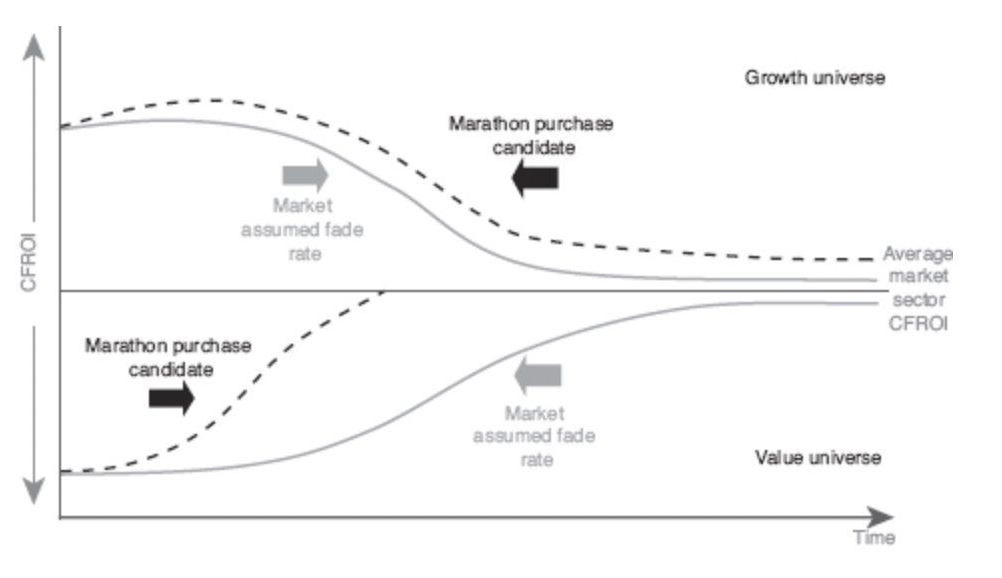 Growth universe
Marathon purchase
candidate
Market
assumed fade
rate
CFROI
Average
market
sector
CFROI
Marathon purchase
candidate
Market
assumed fade
rate
Value universe
Time